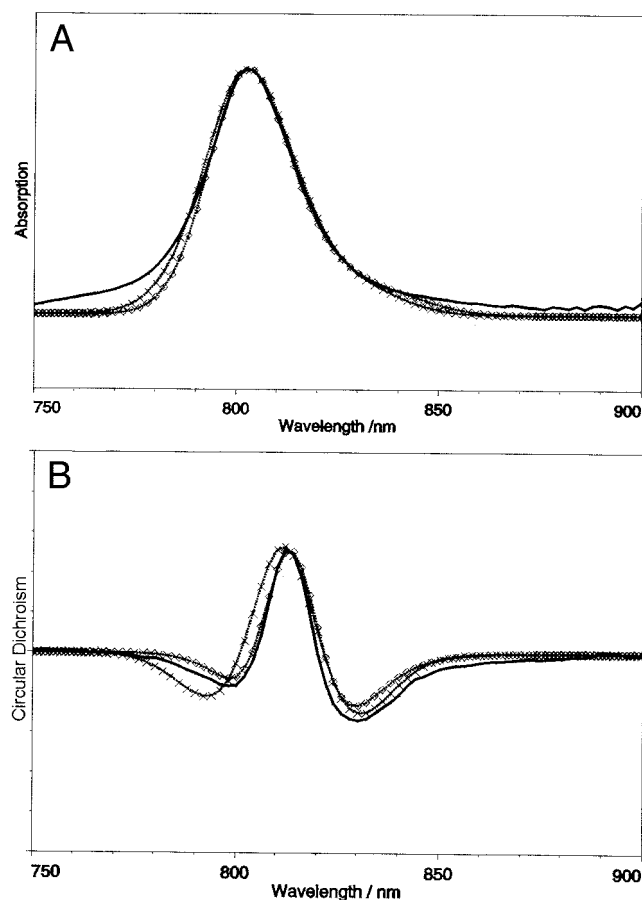 A
Absorption
750 800 850 900
Wavelength /nm
B
Circular Dichroism
750 800 850 900
Wavelength / nm